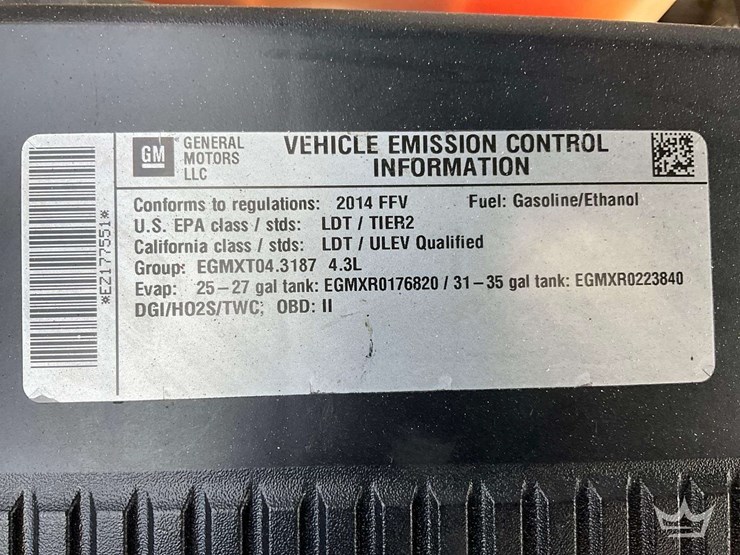 GM
GENERAL
MOTORS
LLC
VEHICLE EMISSION CONTROL
INFORMATION
Conforms to regulations: 2014 FFV Fuel: Gasoline/Ethanol
U.S. EPA class / stds: LDT / TIER2
California class / stds: LDT / ULEV Qualified
Group: EGMXT04.3187 4.3L
Evap: 25-27 gal tank: EGMXR0176820 / 31-35 gal tank: EGMXR0223840
DGI/HO2S/TWC; OBD: II
*EZ177551*